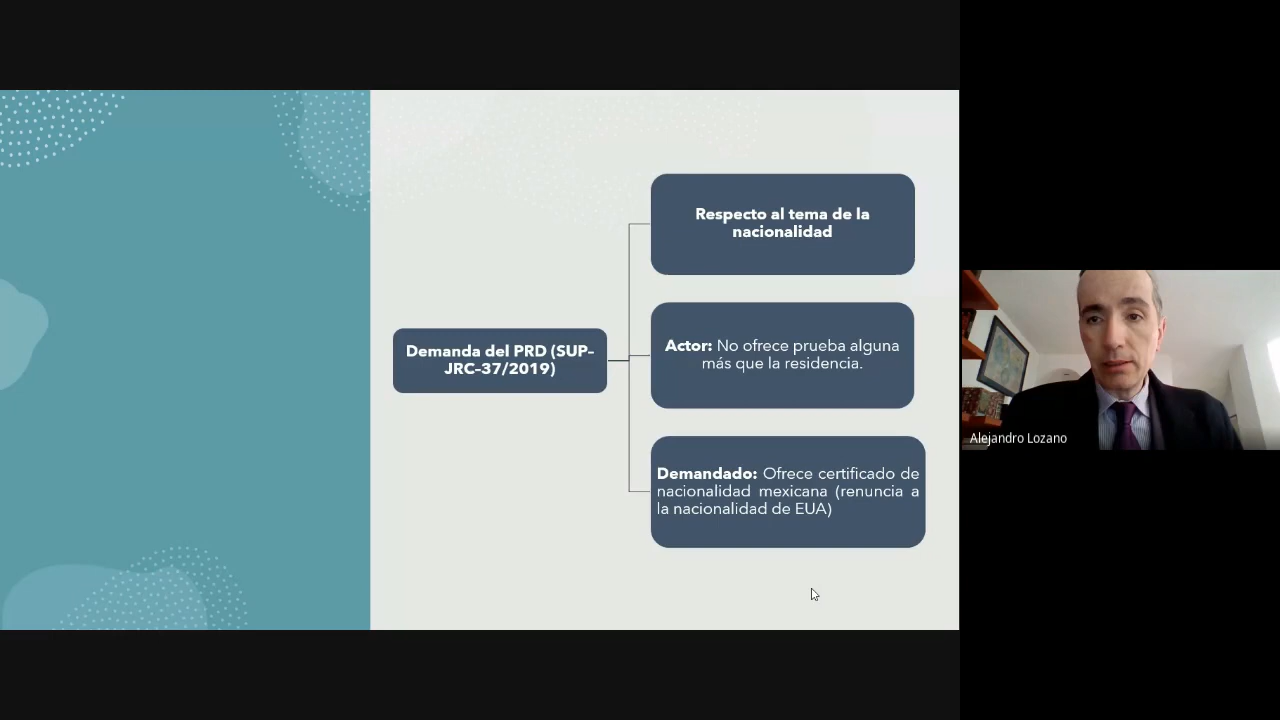 Demanda del PRD (SUP-
JRC-37/2019)
Respecto al tema de la
nacionalidad
Actor: No ofrece prueba alguna
más que la residencia.
Demandado: Ofrece certificado de
nacionalidad mexicana (renuncia a
la nacionalidad de EUA)
Alejandro Lozano